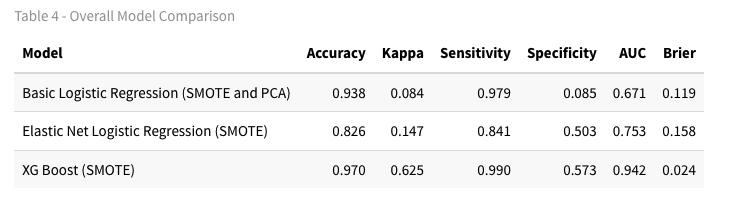 Table 4 - Overall Model Comparison
Model Accuracy Kappa Sensitivity Specificity AUC Brier
Basic Logistic Regression (SMOTE and PCA) 0.938 0.084 0.979 0.085 0.671 0.119
Elastic Net Logistic Regression (SMOTE) 0.826 0.147 0.841 0.503 0.753 0.158
XG Boost (SMOTE) 0.970 0.625 0.990 0.573 0.942 0.024